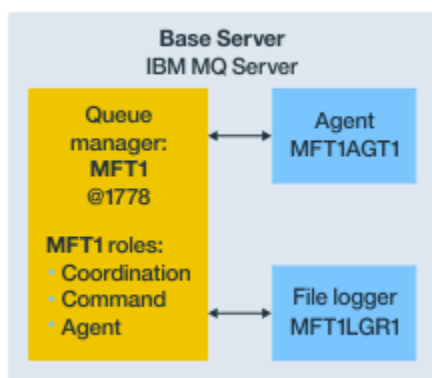 Base Server
IBM MQ Server
Queue
manager:
MFT1
@1778
MFT1 roles:
• Coordination
• Command
• Agent
Agent
MFT1AGT1
File logger
MFT1LGR1